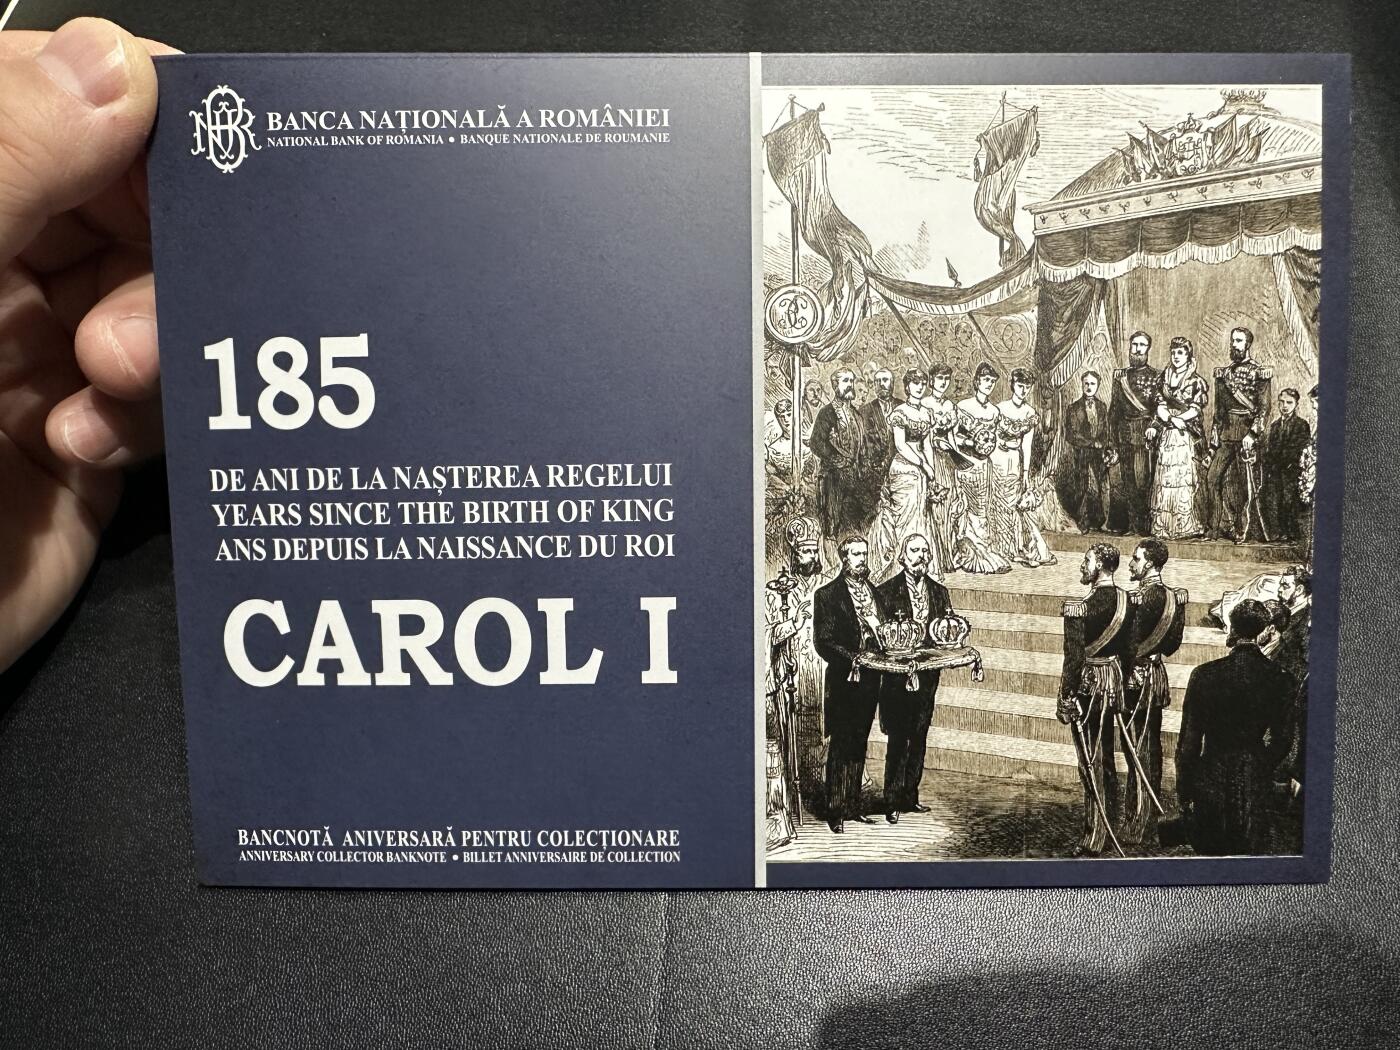 BANCA NAȚIONALĂ A ROMÂNIEI
NATIONAL BANK OF ROMANIA ● BANQUE NATIONALE DE ROUMANIE
185
DE ANI DE LA NAȘTEREA REGELUI
YEARS SINCE THE BIRTH OF KING
ANS DEPUIS LA NAISSANCE DU ROI
CAROL I
BANCNOTĂ ANIVERSARĂ PENTRU COLECȚIONARE
ANNIVERSARY COLLECTOR BANKNOTE ● BILLET ANNIVERSAIRE DE COLLECTION